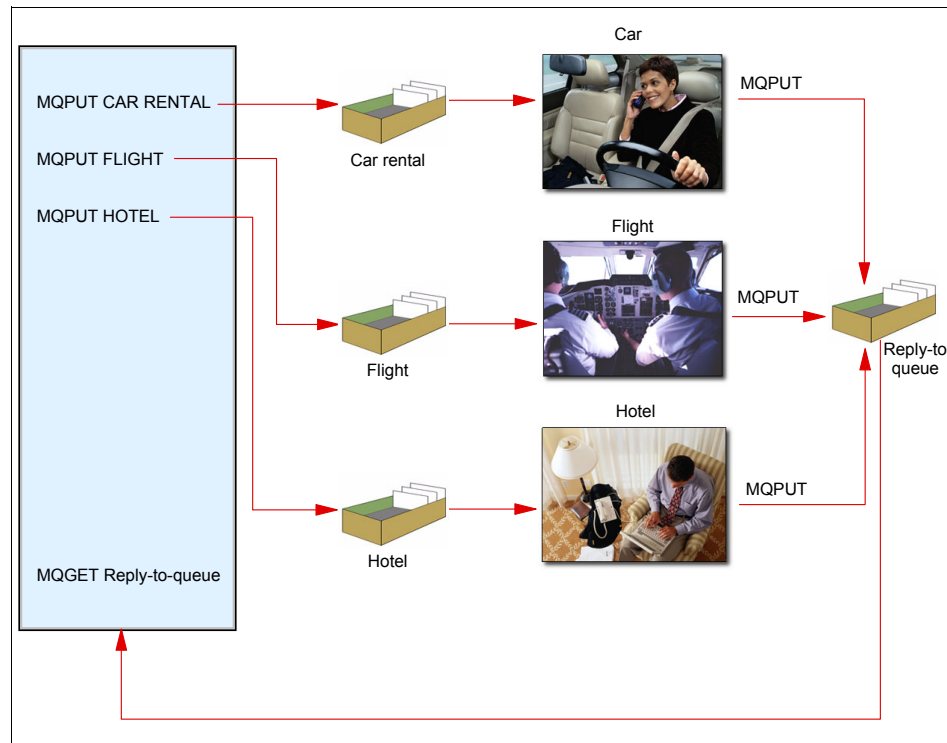 Car
MQPUT CAR RENTAL
MQPUT
Car rental
MQPUT FLIGHT
MQPUT HOTEL
Flight
MQPUT
Flight
Reply-to
queue
Hotel
MQPUT
Hotel
MQGET Reply-to-queue